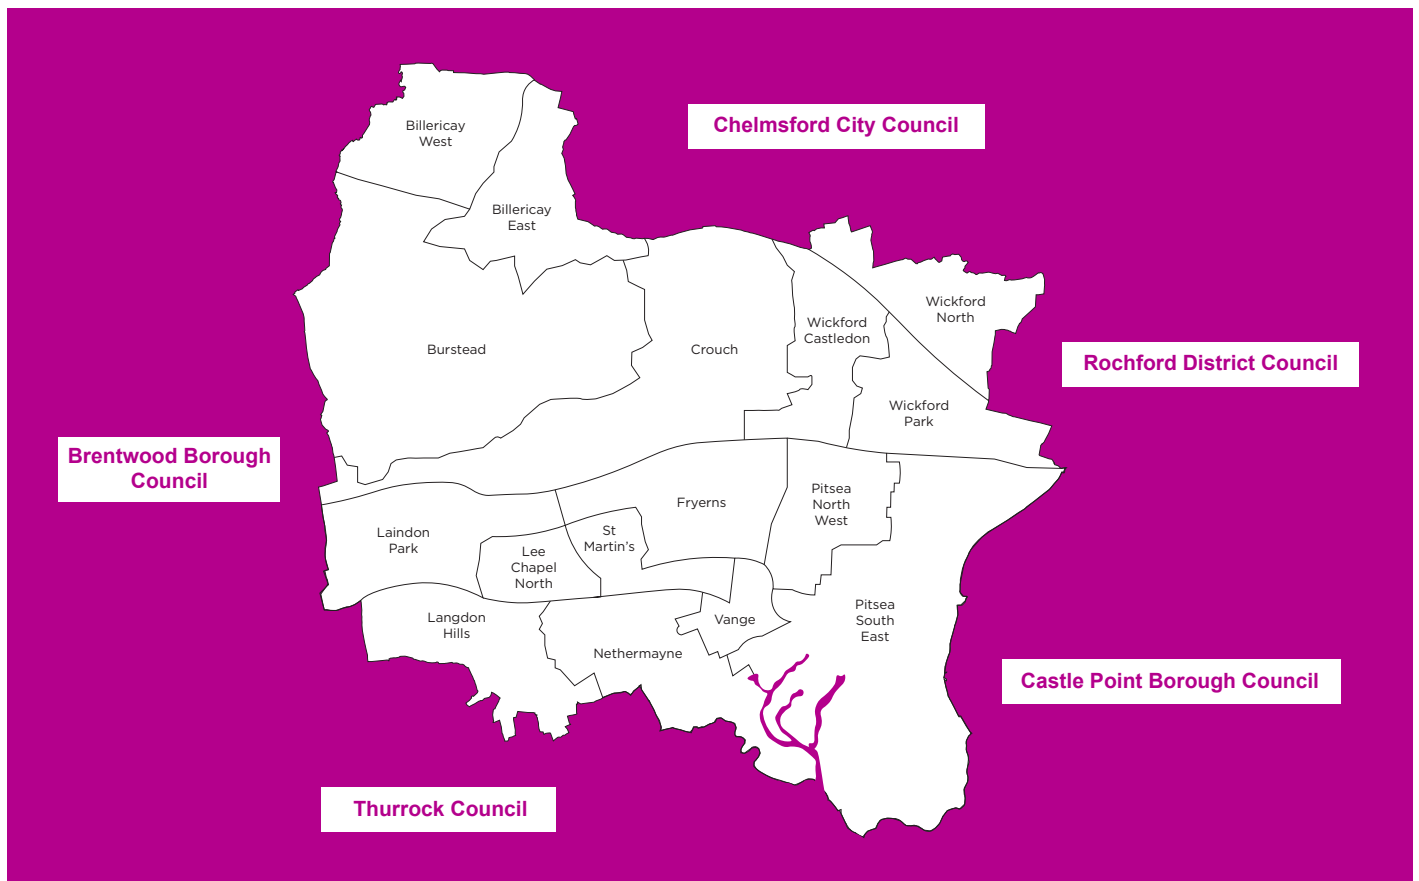 Billericay
West
Chelmsford City Council
Billericay
East
Wickford
North
Wickford
Castledon
Burstead
Crouch
Rochford District Council
Wickford
Park
Brentwood Borough
Council
Pitsea
North
West
Fryerns
Laindon
Park
St
Martin's
Lee
Chapel
North
Langdon
Hills
Vange
Pitsea
South
East
Nethermayne
Castle Point Borough Council
Thurrock Council